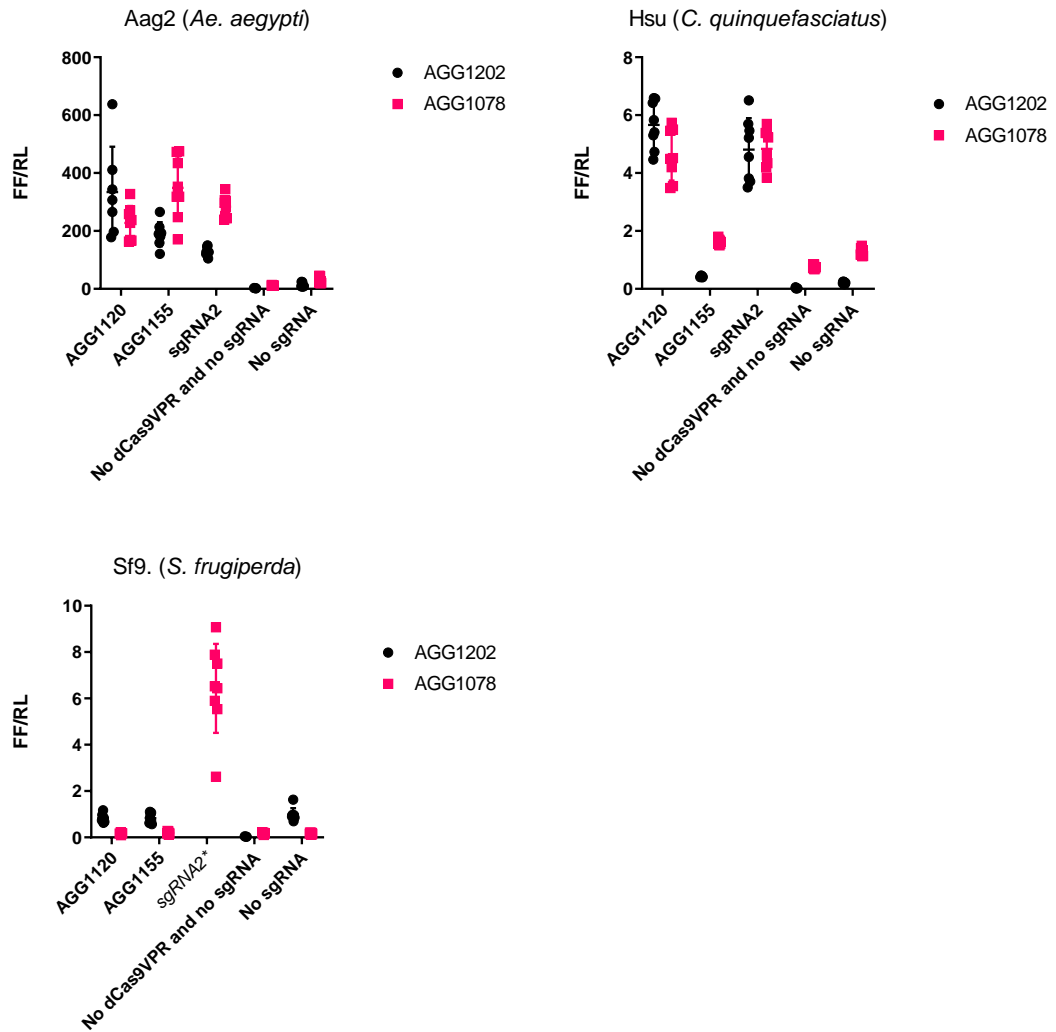 Aag2 (Ae. aegypti)
800
600
400
200
0
FF/RL
AGG1202
AGG1078
AGG1120
AGG1155
sgRNA2
No dCas9VPR and no sgRNA
No sgRNA
Hsu (C. quinquefasciatus)
8
6
4
2
0
FF/RL
AGG1202
AGG1078
AGG1120
AGG1155
sgRNA2
No dCas9VPR and no sgRNA
No sgRNA
Sf9. (S. frugiperda)
10
8
6
4
2
0
FF/RL
AGG1202
AGG1078
AGG1120
AGG1155
sgRNA2*
No dCas9VPR and no sgRNA
No sgRNA